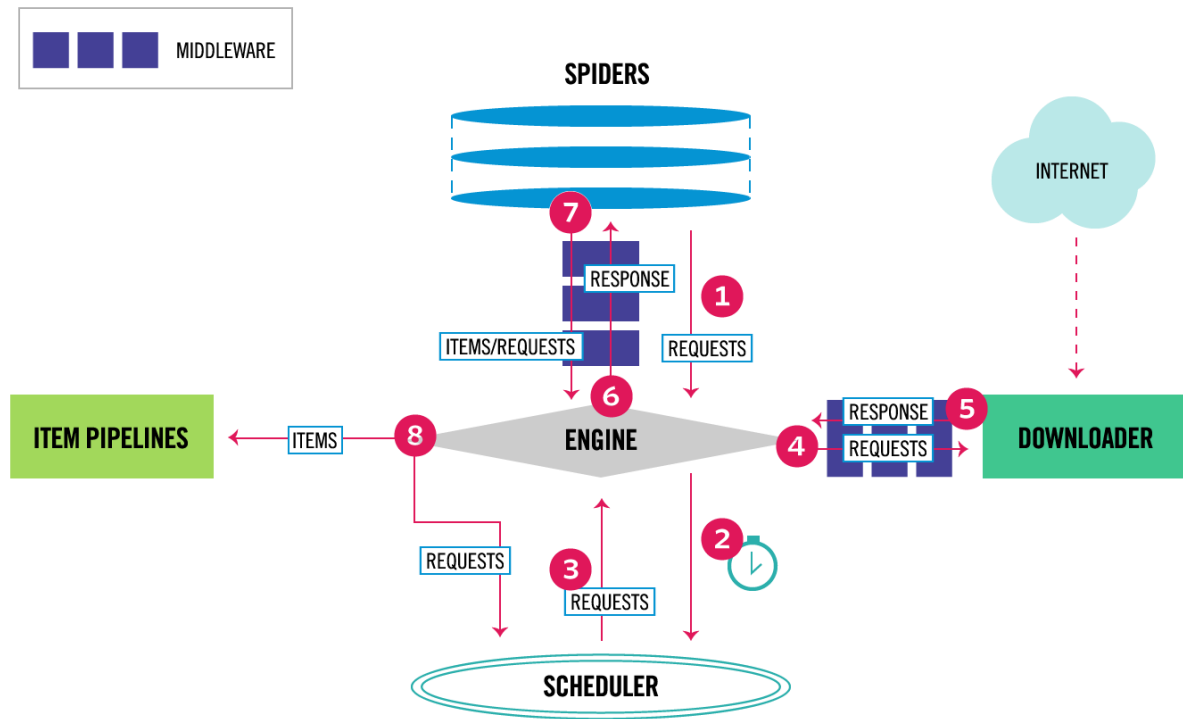 MIDDLEWARE
SPIDERS
INTERNET
7
RESPONSE
1
ITEMS/REQUESTS
REQUESTS
6
5
RESPONSE
ITEM PIPELINES
ITEMS
8
ENGINE
4
REQUESTS
DOWNLOADER
2
REQUESTS
3
REQUESTS
SCHEDULER